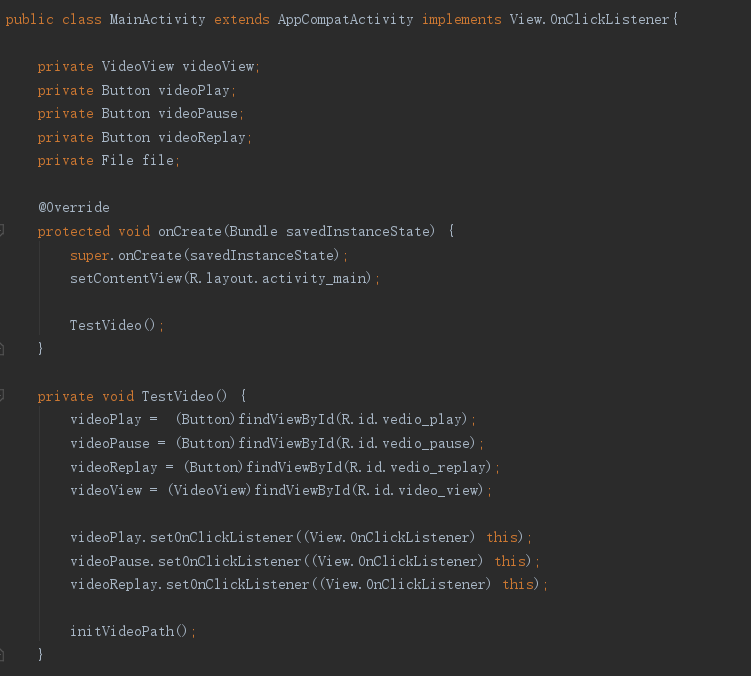 public class MainActivity extends AppCompatActivity implements View.OnClickListener{
private VideoView videoView;
private Button videoPlay;
private Button videoPause;
private Button videoReplay;
private File file;
@Override
protected void onCreate(Bundle savedInstanceState) {
super.onCreate(savedInstanceState);
setContentView(R.layout.activity_main);
TestVideo();
}
private void TestVideo() {
videoPlay =  (Button)findViewById(R.id.vedio_play);
videoPause = (Button)findViewById(R.id.vedio_pause);
videoReplay = (Button)findViewById(R.id.vedio_replay);
videoView = (VideoView)findViewById(R.id.video_view);
videoPlay.setOnClickListener((View.OnClickListener) this);
videoPause.setOnClickListener((View.OnClickListener) this);
videoReplay.setOnClickListener((View.OnClickListener) this);
initVideoPath();
}